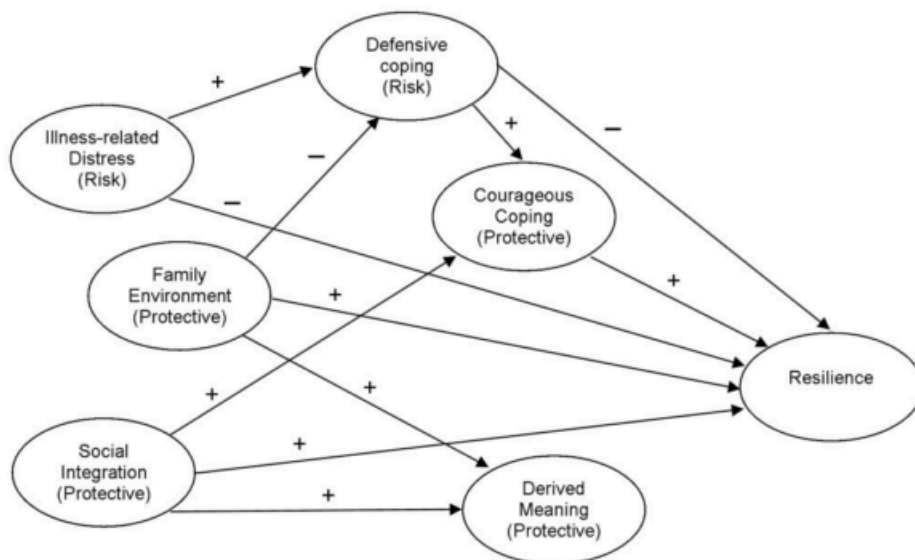 Defensive
coping
(Risk)
+
–
Illness-related
Distress
(Risk)
–
+
–
Courageous
Coping
(Protective)
Family
Environment
(Protective)
+
+
Resilience
+
+
Social
Integration
(Protective)
+
+
Derived
Meaning
(Protective)